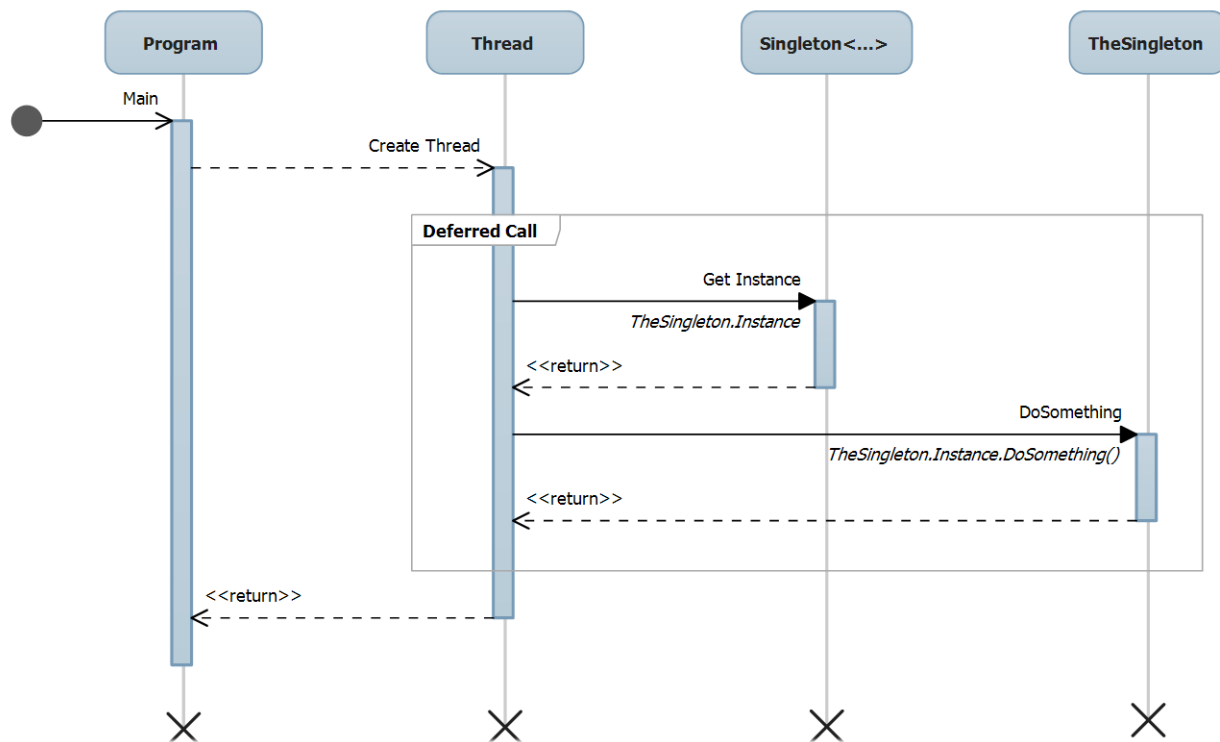 Program
Thread
Singleton<...>
TheSingleton
Main
Create Thread
Deferred Call
Get Instance
TheSingleton.Instance
<<return>>
DoSomething
TheSingleton.Instance.DoSomething()
<<return>>
<<return>>